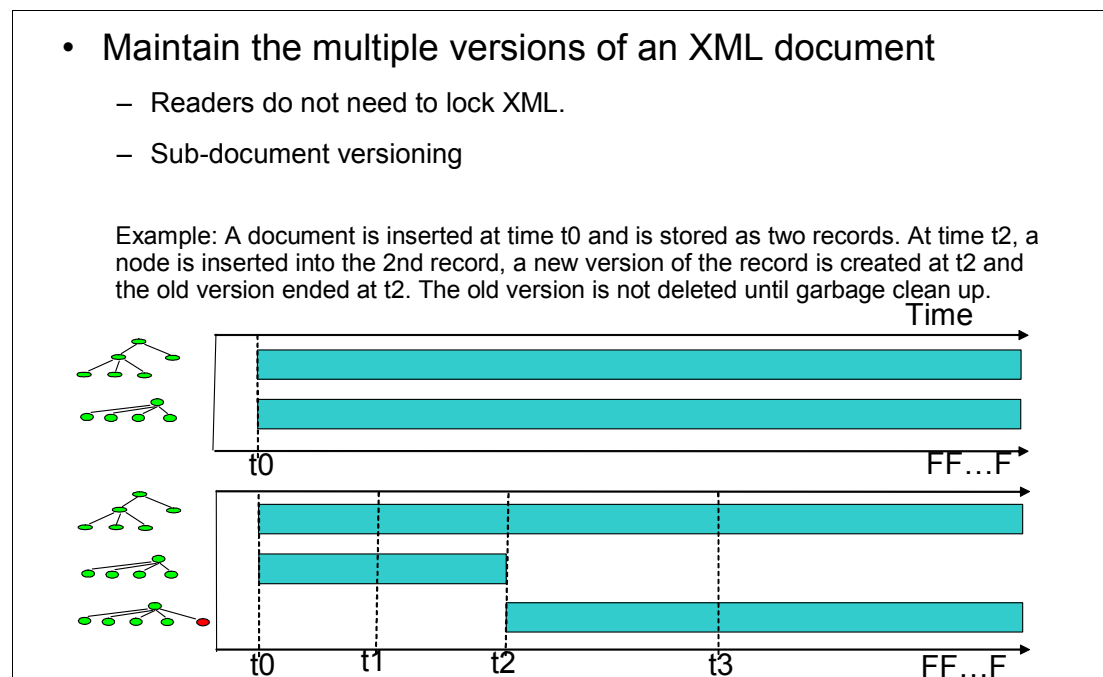 • Maintain the multiple versions of an XML document
– Readers do not need to lock XML.
– Sub-document versioning
Example: A document is inserted at time t0 and is stored as two records. At time t2, a
node is inserted into the 2nd record, a new version of the record is created at t2 and
the old version ended at t2. The old version is not deleted until garbage clean up.
Time
t0 FF…F
t0 t1 t2 t3 FF…F